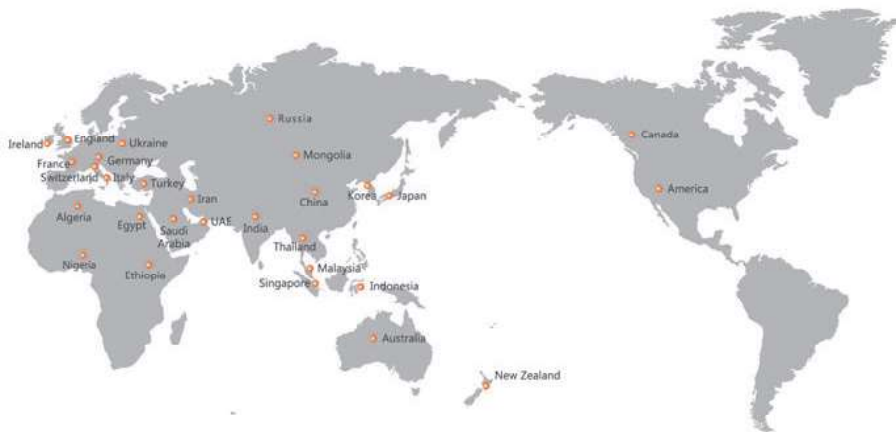 Russia
Canada
England
Ireland
Ukraine
Mongolia
France
Germany
Switzerland
Italy
Turkey
America
Iran
China
Korea
Japan
Algeria
Egypt
Saudi
Arabia
UAE
India
Thailand
Nigeria
Ethiopie
Malaysia
Singapore
Indonesia
Australia
New Zealand